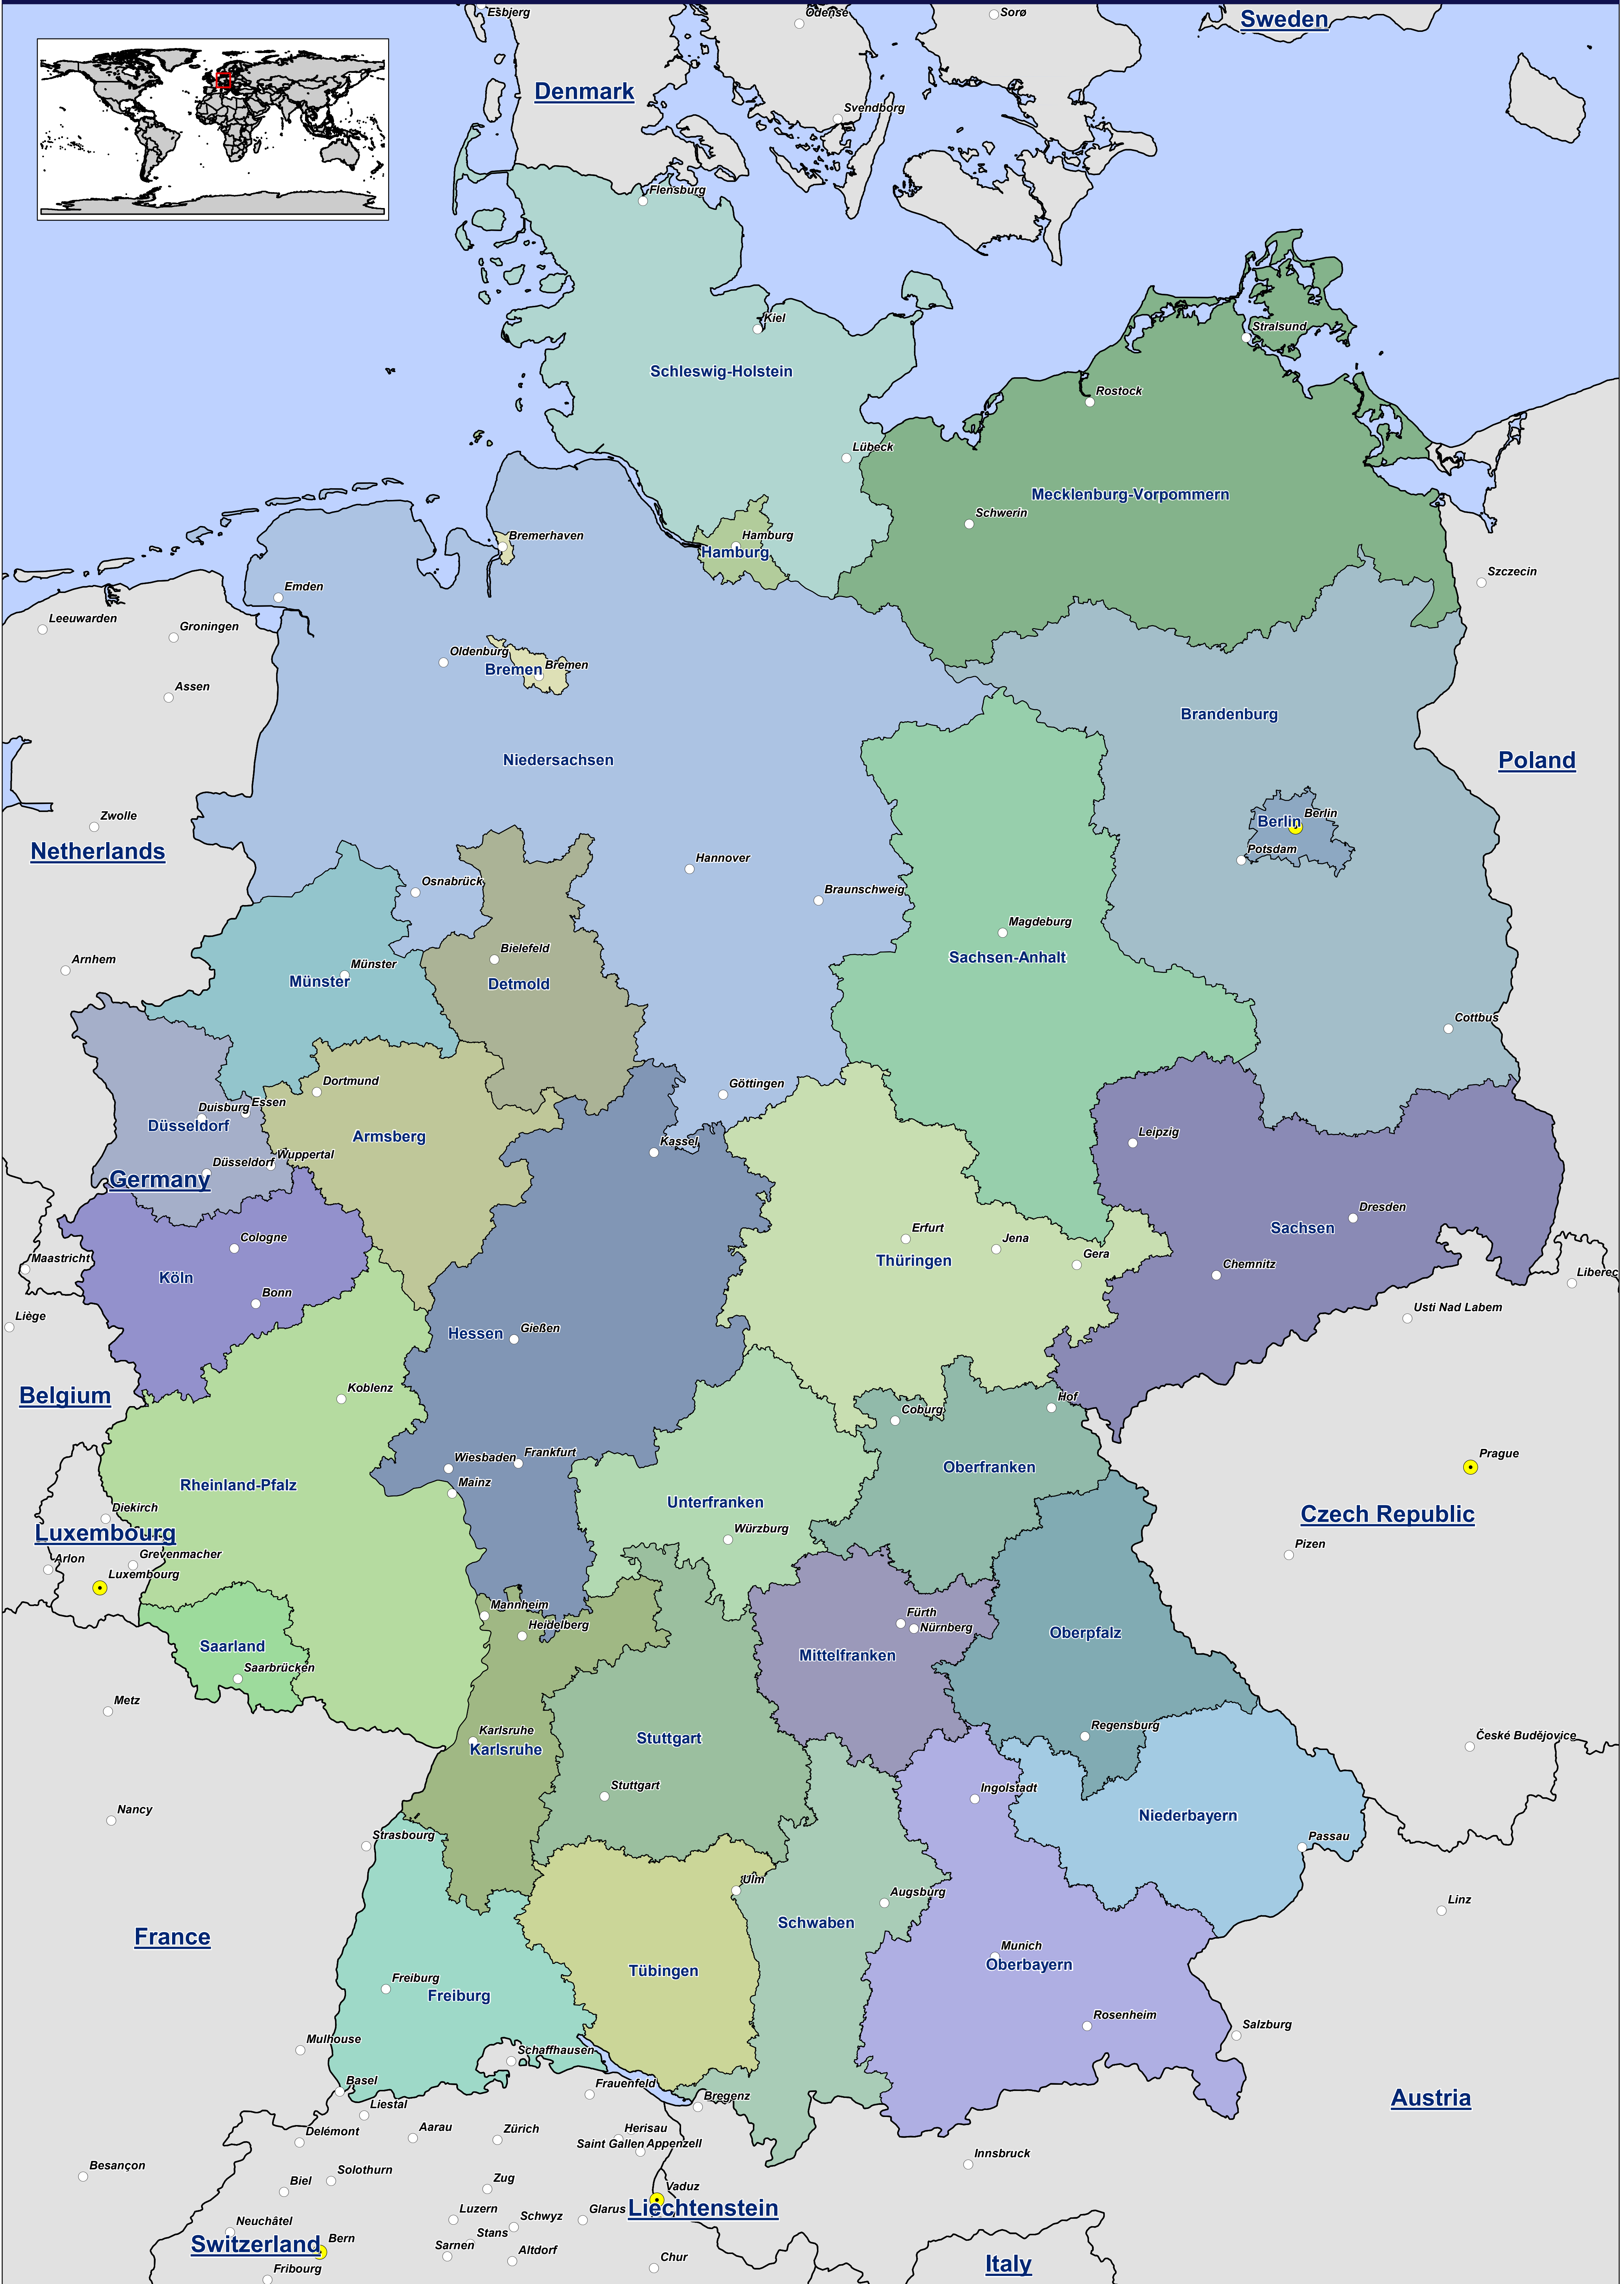 Esbjerg
Odense
Sorø
Sweden
Denmark
Svendborg
Flensburg
Kiel
Stralsund
Schleswig-Holstein
Rostock
Lübeck
Mecklenburg-Vorpommern
Schwerin
Bremerhaven
Hamburg
Hamburg
Szczecin
Emden
Leeuwarden
Groningen
Oldenburg
Bremen
Bremen
Assen
Brandenburg
Niedersachsen
Poland
Zwolle
Berlin
Berlin
Netherlands
Potsdam
Hannover
Osnabrück
Braunschweig
Magdeburg
Bielefeld
Sachsen-Anhalt
Arnhem
Münster
Münster
Detmold
Cottbus
Dortmund
Göttingen
Essen
Duisburg
Düsseldorf
Armsberg
Leipzig
Kassel
Wuppertal
Düsseldorf
Germany
Dresden
Erfurt
Sachsen
Cologne
Jena
Gera
Maastricht
Thüringen
Chemnitz
Liberec
Köln
Bonn
Usti Nad Labem
Liège
Gießen
Hessen
Koblenz
Belgium
Hof
Coburg
Wiesbaden
Frankfurt
Prague
Oberfranken
Mainz
Rheinland-Pfalz
Unterfranken
Diekirch
Czech Republic
Luxembourg
Würzburg
Pizen
Grevenmacher
Arlon
Luxembourg
Mannheim
Fürth
Heidelberg
Nürnberg
Oberpfalz
Saarland
Mittelfranken
Saarbrücken
Metz
Regensburg
Karlsruhe
Karlsruhe
Stuttgart
České Budějovice
Stuttgart
Ingolstadt
Nancy
Niederbayern
Strasbourg
Passau
Ulm
Augsburg
Linz
Schwaben
France
Munich
Oberbayern
Tübingen
Freiburg
Freiburg
Rosenheim
Salzburg
Mulhouse
Schaffhausen
Basel
Frauenfeld
Bregenz
Austria
Liestal
Delémont
Aarau
Zürich
Herisau
Saint Gallen
Appenzell
Innsbruck
Besançon
Solothurn
Biel
Zug
Vaduz
Liechtenstein
Luzern
Glarus
Schwyz
Neuchâtel
Stans
Switzerland
Bern
Sarnen
Altdorf
Chur
Italy
Fribourg